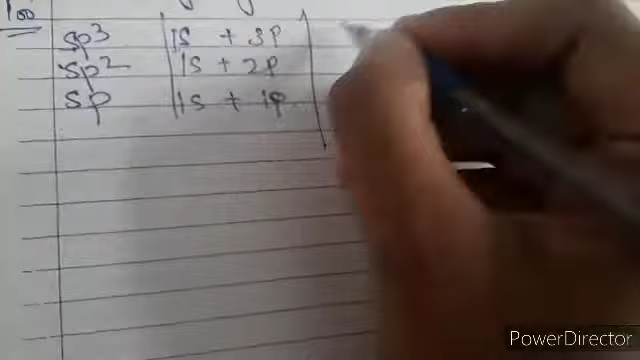 sp³ | 1s + 3p |
sp² | 1s + 2p |
sp | 1s + 1p |
PowerDirector